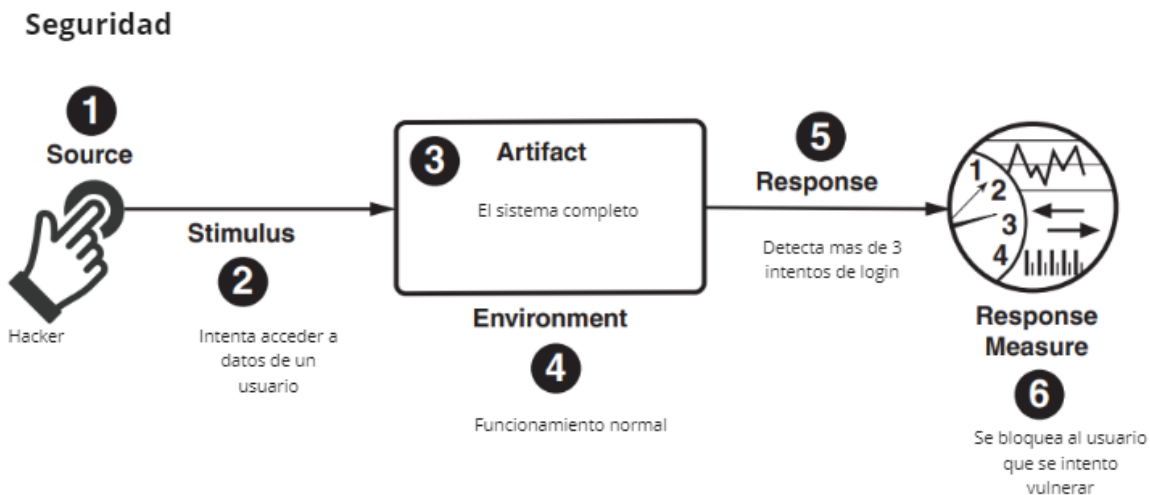 Seguridad
1
Source
Hacker
Stimulus
2
Intenta acceder a
datos de un
usuario
3
Artifact
El sistema completo
Environment
4
Funcionamiento normal
5
Response
Detecta mas de 3
intentos de login
1
2
3
4
Response
Measure
6
Se bloquea al usuario
que se intento
vulnerar